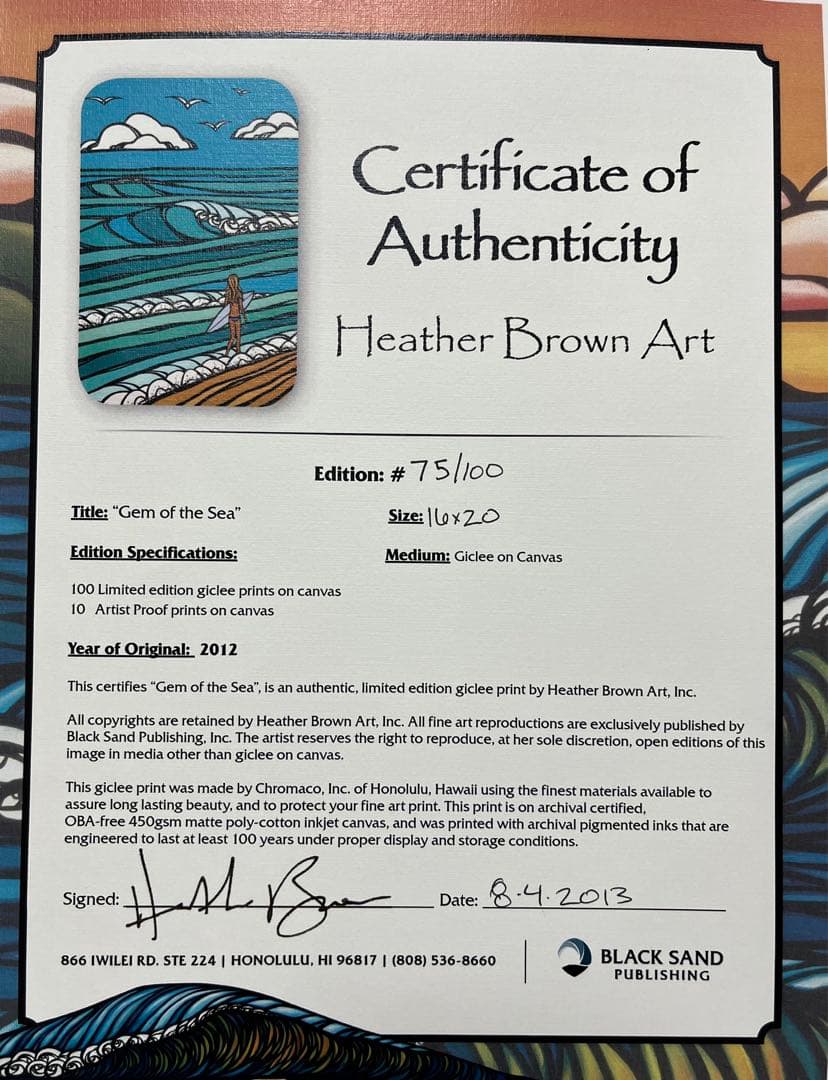 Certificate of
Authenticity
Heather Brown Art
Edition: # 75/100
Title: "Gem of the Sea"
Size: 16x20
Edition Specifications:
Medium: Giclee on Canvas
100 Limited edition giclee prints on canvas
10 Artist Proof prints on canvas
Year of Original: 2012
This certifies "Gem of the Sea", is an authentic, limited edition giclee print by Heather Brown Art, Inc.
All copyrights are retained by Heather Brown Art, Inc. All fine art reproductions are exclusively published by
Black Sand Publishing, Inc. The artist reserves the right to reproduce, at her sole discretion, open editions of this
image in media other than giclee on canvas.
This giclee print was made by Chromaco, Inc. of Honolulu, Hawaii using the finest materials available to
assure long lasting beauty, and to protect your fine art print. This print is on archival certified,
OBA-free 450gsm matte poly-cotton inkjet canvas, and was printed with archival pigmented inks that are
engineered to last at least 100 years under proper display and storage conditions.
Signed: Heather Brown Date: 8.4.2013
866 IWILEI RD. STE 224 | HONOLULU, HI 96817 | (808) 536-8660
BLACK SAND
PUBLISHING